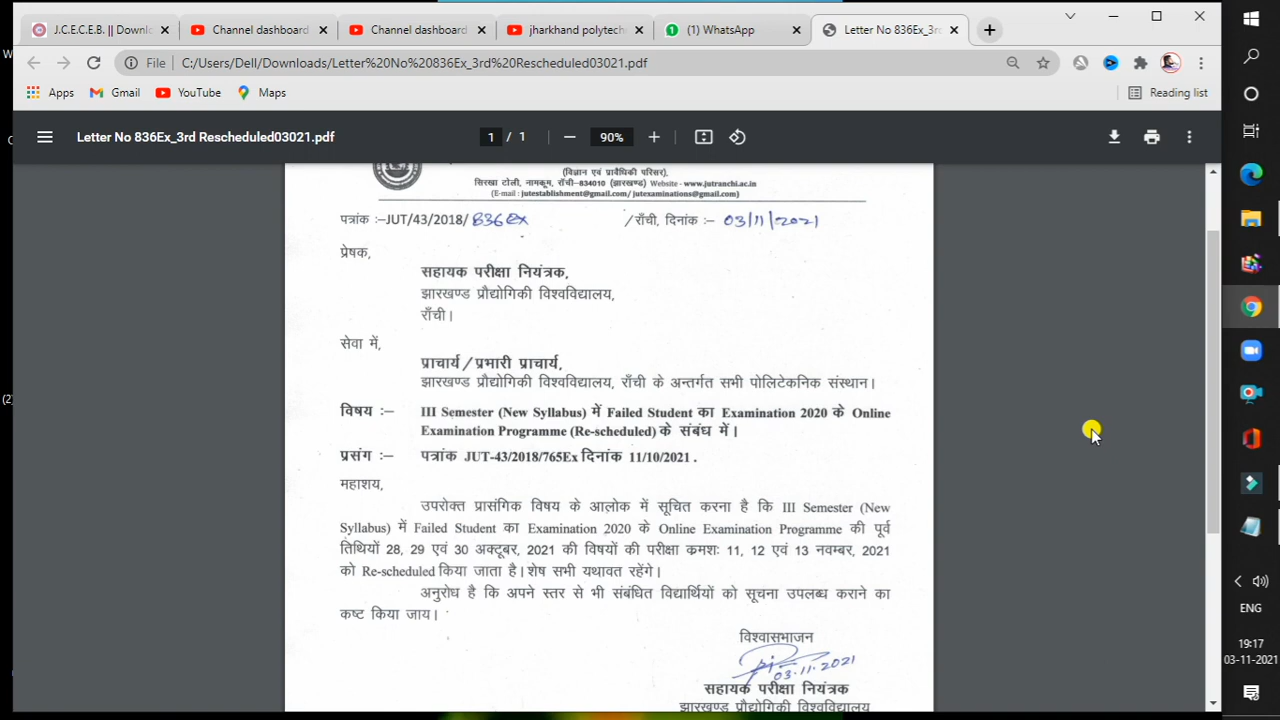 J.C.E.C.E.B. || Downl
Channel dashboard
Channel dashboard
jharkhand polytech
(1) WhatsApp
Letter No 836Ex_3rd
File
C:/Users/Dell/Downloads/Letter%20No%20836Ex_3rd%20Rescheduled03021.pdf
Apps
Gmail
YouTube
Maps
Reading list
Letter No 836Ex_3rd Rescheduled03021.pdf
1 / 1
90%
(विज्ञान एवं प्रावैधिकी परिसर),
सिरखा टोली, नामकूम, राँची-834010 (झारखण्ड) Website - www.jutranchi.ac.in
(E-mail : jutestablishment@gmail.com/ jutexaminations@gmail.com)
पत्रांक :–JUT/43/2018/ 836 Ex /राँची, दिनांक :– 03/11/2021
प्रेषक,
सहायक परीक्षा नियंत्रक,
झारखण्ड प्रौद्योगिकी विश्वविद्यालय,
राँची।
सेवा में,
प्राचार्य/प्रभारी प्राचार्य,
झारखण्ड प्रौद्योगिकी विश्वविद्यालय, राँची के अन्तर्गत सभी पोलिटेकनिक संस्थान।
विषय :– III Semester (New Syllabus) में Failed Student का Examination 2020 के Online
Examination Programme (Re-scheduled) के संबंध में।
प्रसंग :– पत्रांक JUT-43/2018/765Ex दिनांक 11/10/2021 .
महाशय,
उपरोक्त प्रासंगिक विषय के आलोक में सूचित करना है कि III Semester (New
Syllabus) में Failed Student का Examination 2020 के Online Examination Programme की पूर्व
तिथियों 28, 29 एवं 30 अक्टूबर, 2021 की विषयों की परीक्षा क्रमशः 11, 12 एवं 13 नवम्बर, 2021
को Re-scheduled किया जाता है। शेष सभी यथावत रहेंगे।
अनुरोध है कि अपने स्तर से भी संबंधित विद्यार्थियों को सूचना उपलब्ध कराने का
कष्ट किया जाय।
विश्वासभाजन
03.11.2021
सहायक परीक्षा नियंत्रक
झारखण्ड प्रौद्योगिकी विश्वविद्यालय
ENG
19:17
03-11-2021